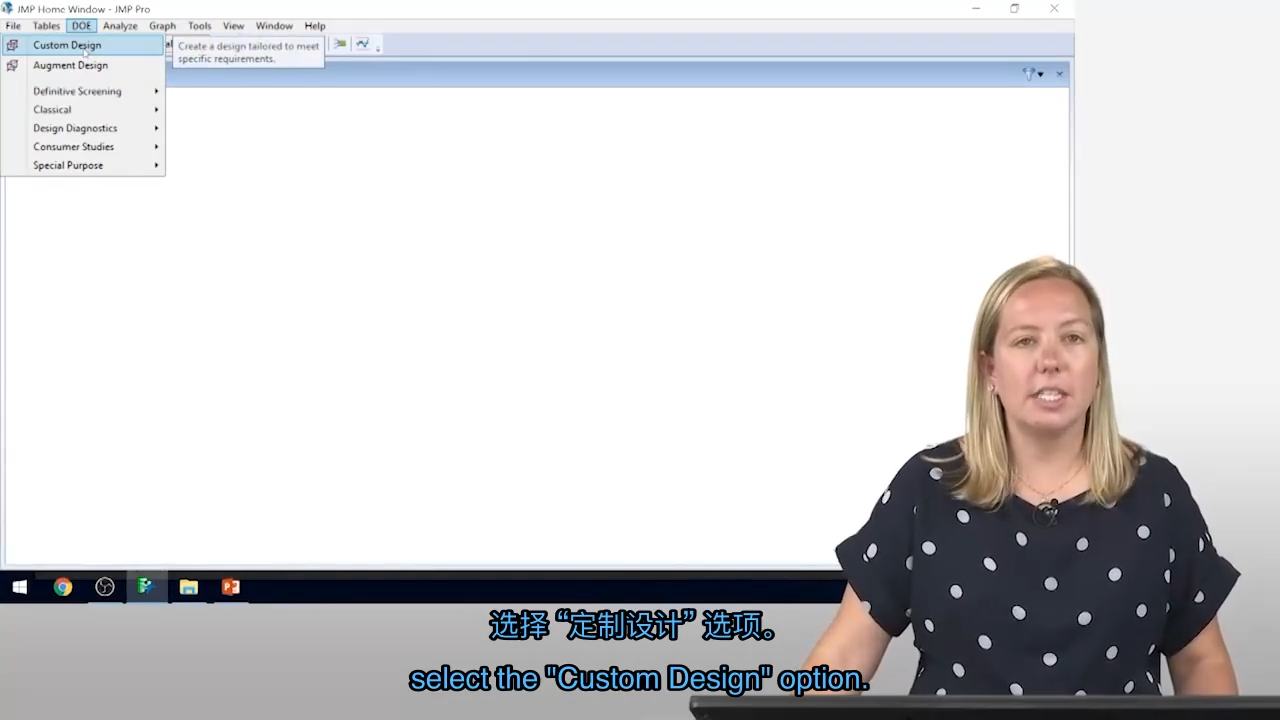 JMP Home Window - JMP Pro
File Tables DOE Analyze Graph Tools View Window Help
Custom Design
Create a design tailored to meet
specific requirements.
Augment Design
Definitive Screening
Classical
Design Diagnostics
Consumer Studies
Special Purpose
选择“定制设计”选项。
select the "Custom Design" option.